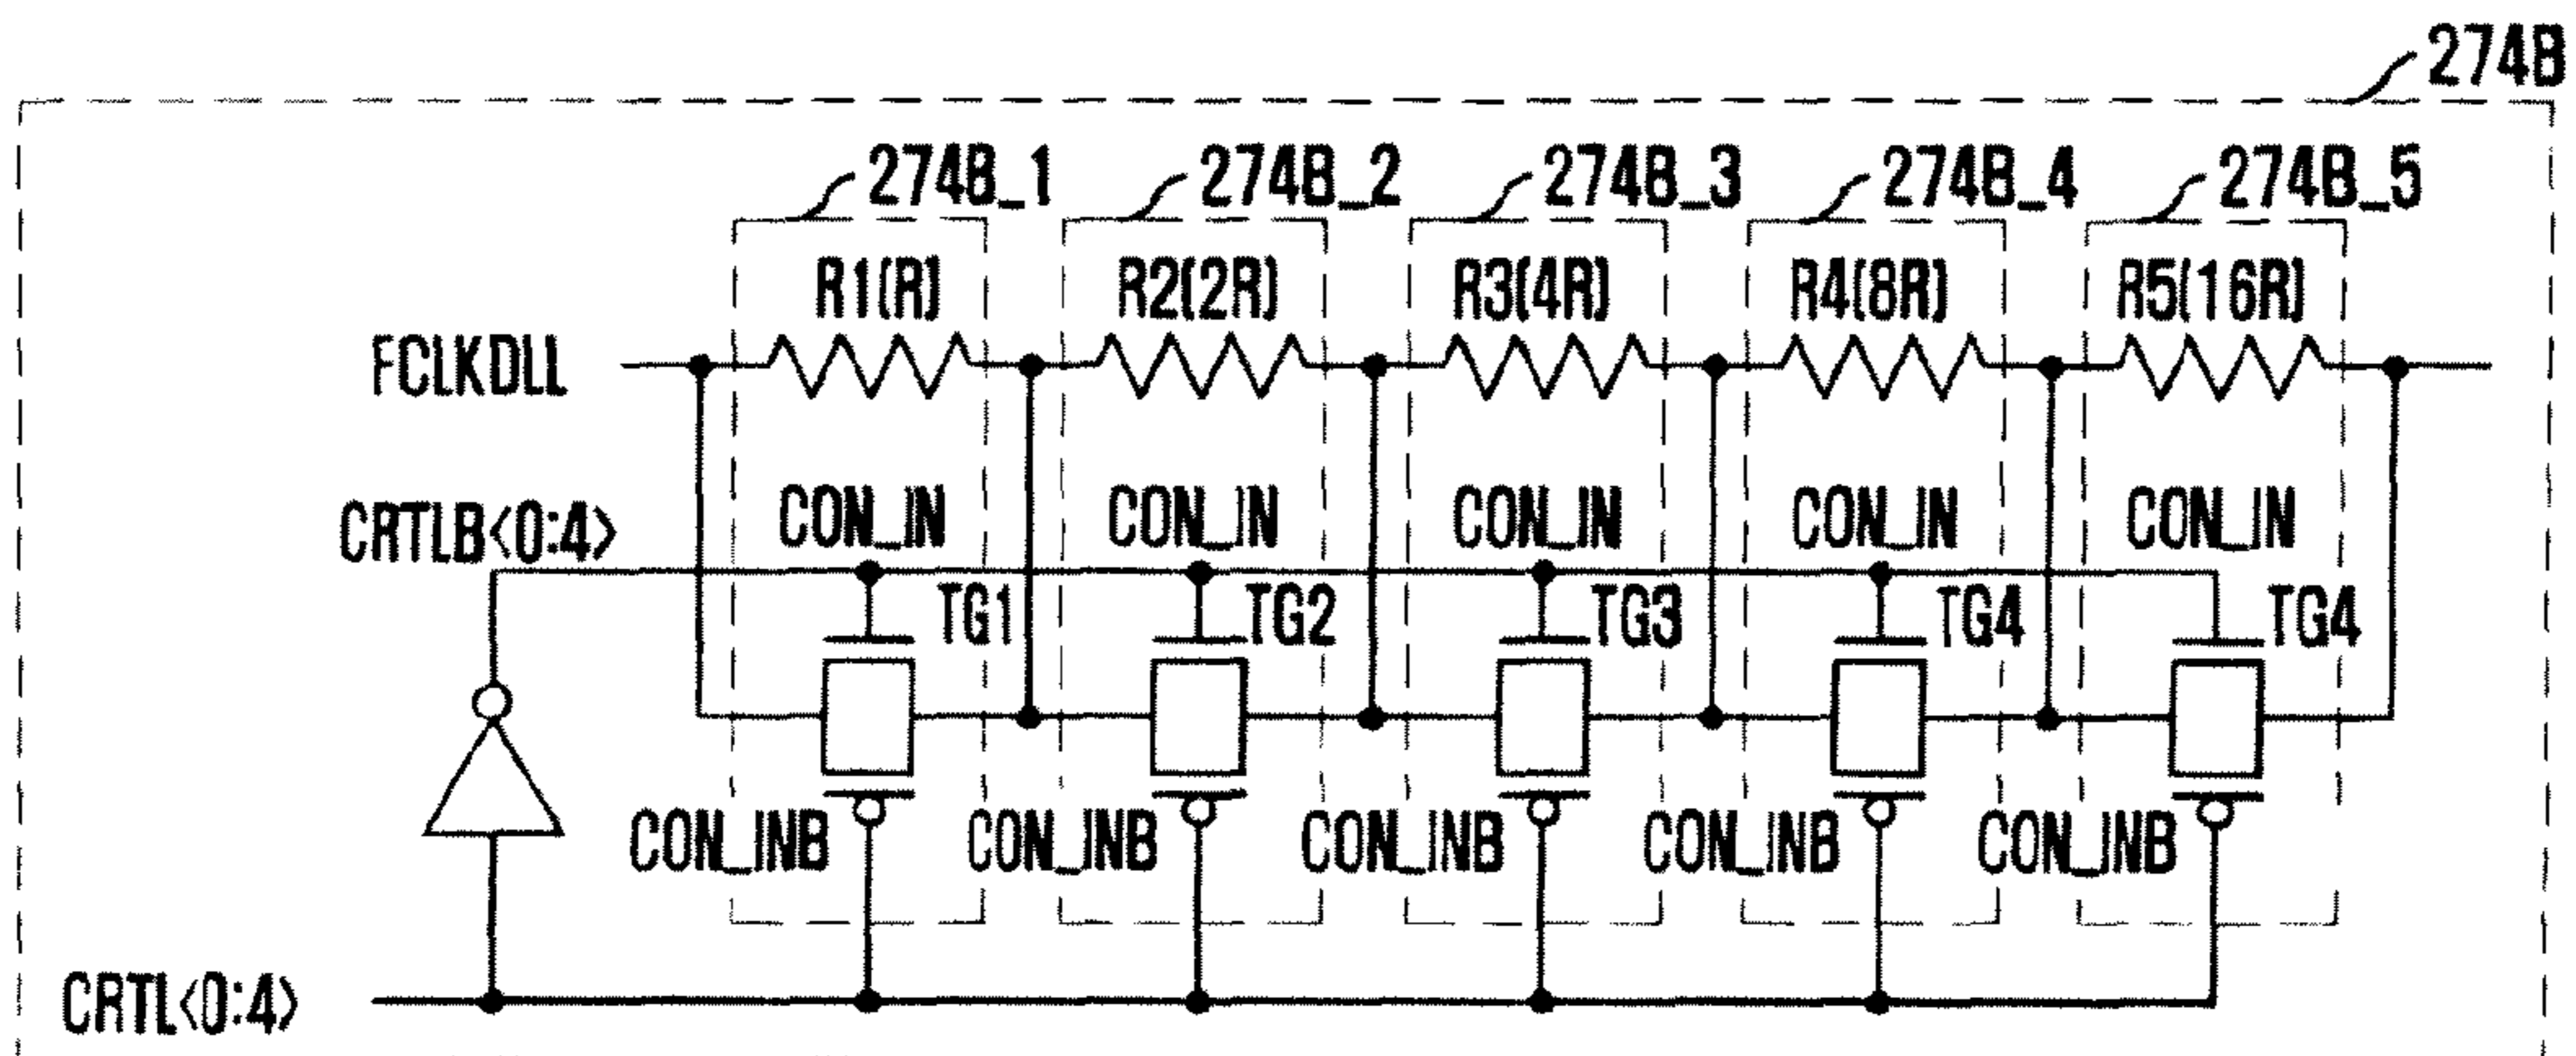 274B
274B_1 274B_2 274B_3 274B_4 274B_5
R1(R) R2(2R) R3(4R) R4(8R) R5(16R)
FCLKDLL
CON_IN CON_IN CON_IN CON_IN CON_IN
CRTLB<0:4>
TG1 TG2 TG3 TG4 TG4
CON_INB CON_INB CON_INB CON_INB CON_INB
CRTL<0:4>